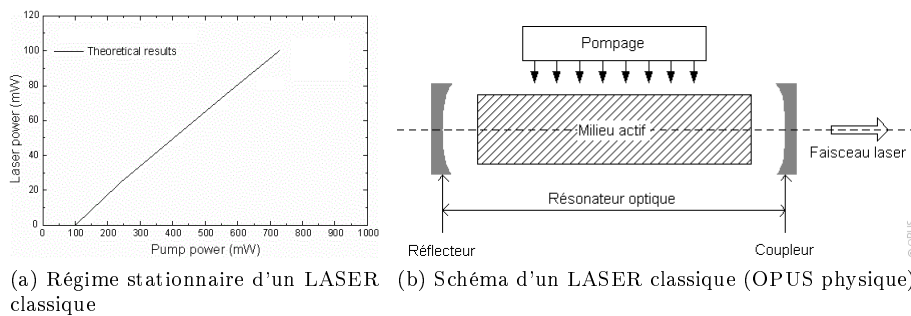 120
100
80
60
40
20
0
Laser power (mW)
Theoretical results
0 100 200 300 400 500 600 700 800 900 1000
Pump power (mW)
Pompage
Milieu actif
Faisceau laser
Résonateur optique
Réflecteur
Coupleur
© OPUS
(a) Régime stationnaire d'un LASER
classique
(b) Schéma d'un LASER classique (OPUS physique)